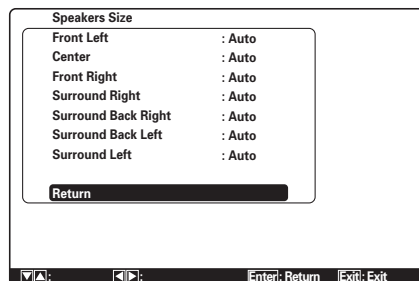 Speakers Size
Front Left : Auto
Center : Auto
Front Right : Auto
Surround Right : Auto
Surround Back Right : Auto
Surround Back Left : Auto
Surround Left : Auto
Return
▼▲: ◀▶: Enter: Return Exit: Exit